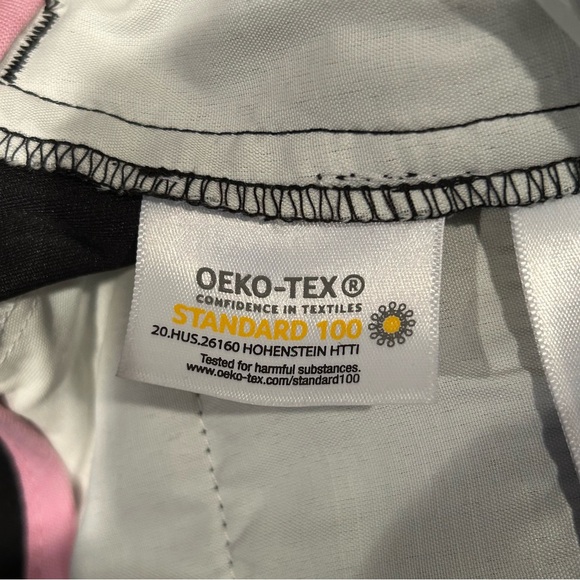 OEKO-TEX®
CONFIDENCE IN TEXTILES
STANDARD 100
20.HUS.26160 HOHENSTEIN HTTI
Tested for harmful substances.
www.oeko-tex.com/standard100